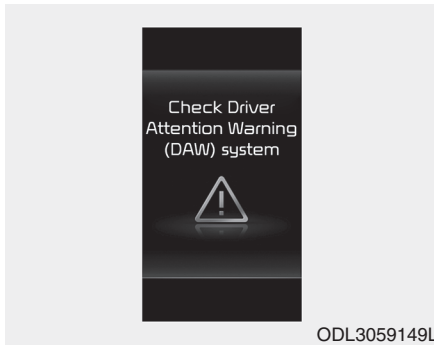 Check Driver
Attention Warning
(DAW) system
ODL3059149L